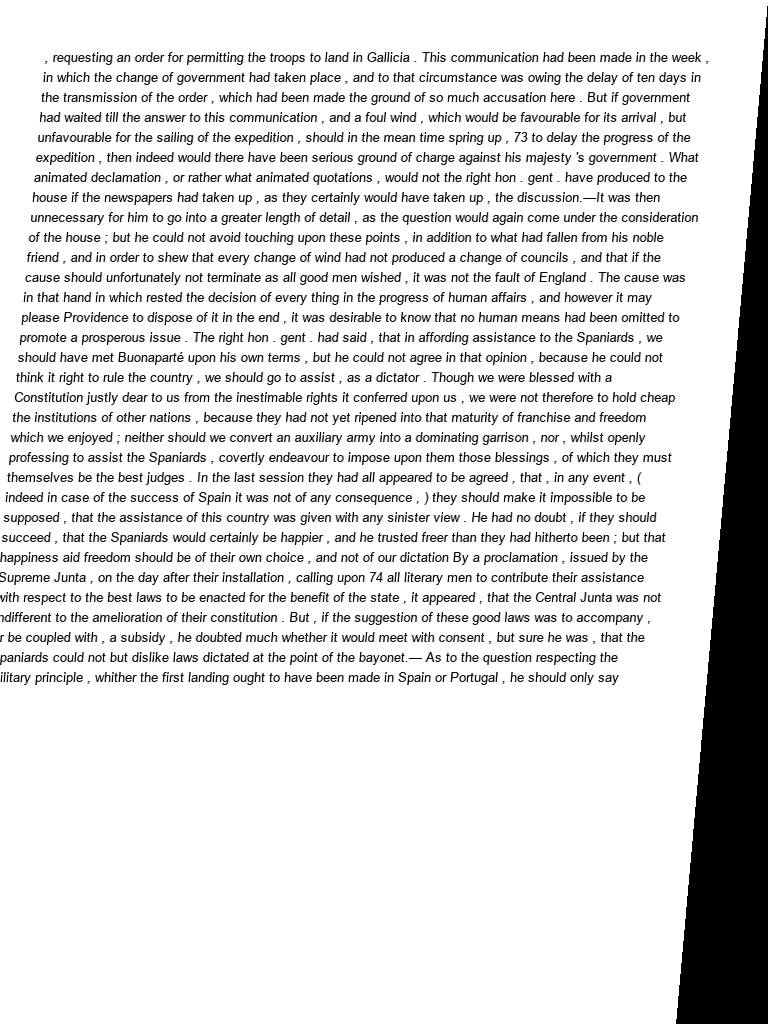 , requesting an order for permitting the troops to land in Gallicia . This communication had been made in the week ,
in which the change of government had taken place , and to that circumstance was owing the delay of ten days in
the transmission of the order , which had been made the ground of so much accusation here . But if government
had waited till the answer to this communication , and a foul wind , which would be favourable for its arrival , but
unfavourable for the sailing of the expedition , should in the mean time spring up , 73 to delay the progress of the
expedition , then indeed would there have been serious ground of charge against his majesty 's government . What
animated declamation , or rather what animated quotations , would not the right hon . gent . have produced to the
house if the newspapers had taken up , as they certainly would have taken up , the discussion.—It was then
unnecessary for him to go into a greater length of detail , as the question would again come under the consideration
of the house ; but he could not avoid touching upon these points , in addition to what had fallen from his noble
friend , and in order to shew that every change of wind had not produced a change of councils , and that if the
cause should unfortunately not terminate as all good men wished , it was not the fault of England . The cause was
in that hand in which rested the decision of every thing in the progress of human affairs , and however it may
please Providence to dispose of it in the end , it was desirable to know that no human means had been omitted to
promote a prosperous issue . The right hon . gent . had said , that in affording assistance to the Spaniards , we
should have met Buonaparté upon his own terms , but he could not agree in that opinion , because he could not
think it right to rule the country , we should go to assist , as a dictator . Though we were blessed with a
Constitution justly dear to us from the inestimable rights it conferred upon us , we were not therefore to hold cheap
the institutions of other nations , because they had not yet ripened into that maturity of franchise and freedom
which we enjoyed ; neither should we convert an auxiliary army into a dominating garrison , nor , whilst openly
professing to assist the Spaniards , covertly endeavour to impose upon them those blessings , of which they must
themselves be the best judges . In the last session they had all appeared to be agreed , that , in any event , (
indeed in case of the success of Spain it was not of any consequence , ) they should make it impossible to be
supposed , that the assistance of this country was given with any sinister view . He had no doubt , if they should
succeed , that the Spaniards would certainly be happier , and he trusted freer than they had hitherto been ; but that
happiness aid freedom should be of their own choice , and not of our dictation By a proclamation , issued by the
Supreme Junta , on the day after their installation , calling upon 74 all literary men to contribute their assistance
with respect to the best laws to be enacted for the benefit of the state , it appeared , that the Central Junta was not
ndifferent to the amelioration of their constitution . But , if the suggestion of these good laws was to accompany ,
r be coupled with , a subsidy , he doubted much whether it would meet with consent , but sure he was , that the
paniards could not but dislike laws dictated at the point of the bayonet.— As to the question respecting the
ilitary principle , whither the first landing ought to have been made in Spain or Portugal , he should only say